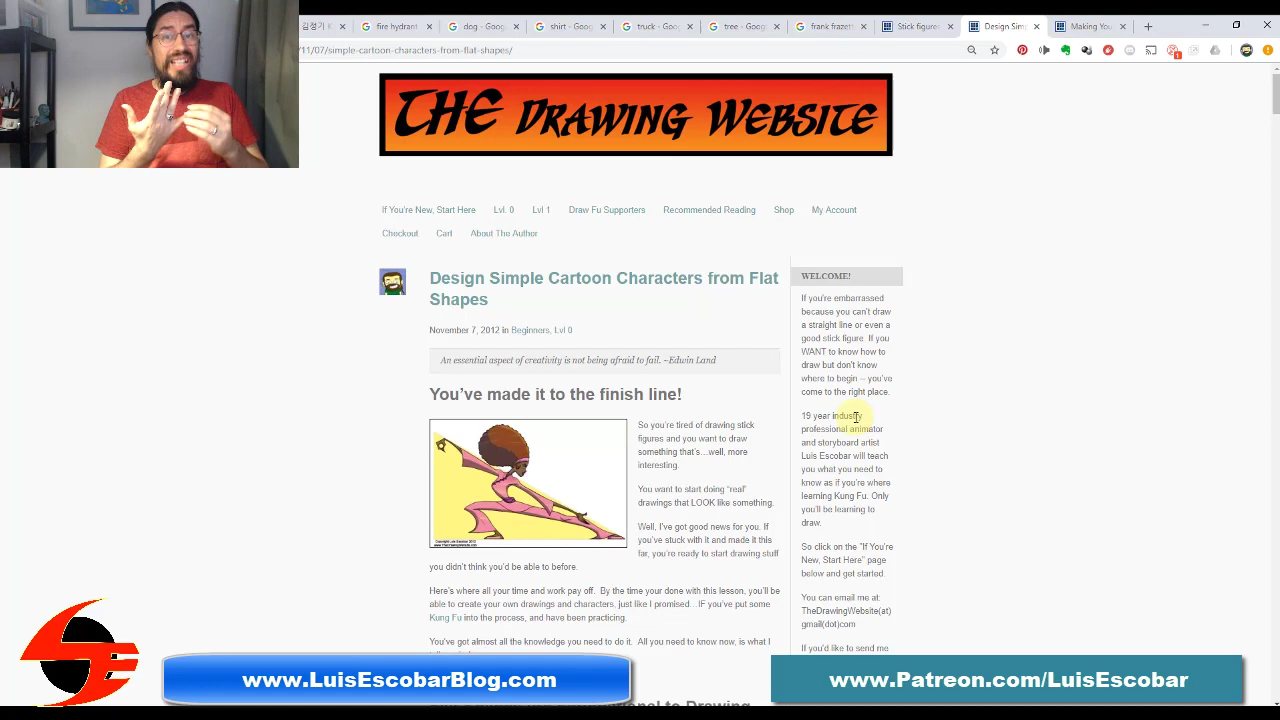 김정기
fire hydrant
dog - Goog
shirt - Goog
truck - Goog
tree - Goog
frank frazett
Stick figures
Design Sim
Making You
/11/07/simple-cartoon-characters-from-flat-shapes/
THE DRAWING WEBSITE
If You're New, Start Here
Lvl. 0
Lvl 1
Draw Fu Supporters
Recommended Reading
Shop
My Account
Checkout
Cart
About The Author
Design Simple Cartoon Characters from Flat
Shapes
November 7, 2012 in Beginners, Lvl 0
An essential aspect of creativity is not being afraid to fail. ~Edwin Land
You've made it to the finish line!
So you're tired of drawing stick
figures and you want to draw
something that's...well, more
interesting.
You want to start doing "real"
drawings that LOOK like something.
Well, I've got good news for you. If
you've stuck with it and made it this
far, you're ready to start drawing stuff
you didn't think you'd be able to before.
Here's where all your time and work pay off. By the time your done with this lesson, you'll be
able to create your own drawings and characters, just like I promised...IF you've put some
Kung Fu into the process, and have been practicing.
You've got almost all the knowledge you need to do it. All you need to know now, is what I
WELCOME!
If you're embarrassed
because you can't draw
a straight line or even a
good stick figure. If you
WANT to know how to
draw but don't know
where to begin – you've
come to the right place.
19 year industry
professional animator
and storyboard artist
Luis Escobar will teach
you what you need to
know as if you're where
learning Kung Fu. Only
you'll be learning to
draw.
So click on the "If You're
New, Start Here" page
below and get started.
You can email me at:
TheDrawingWebsite(at)
gmail(dot)com
If you'd like to send me
www.LuisEscobarBlog.com
www.Patreon.com/LuisEscobar